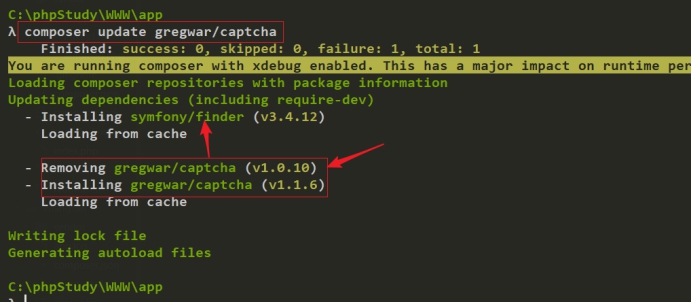 C:\phpStudy\WWW\app
λ composer update gregwar/captcha
Finished: success: 0, skipped: 0, failure: 1, total: 1
You are running composer with xdebug enabled. This has a major impact on runtime per
Loading composer repositories with package information
Updating dependencies (including require-dev)
- Installing symfony/finder (v3.4.12)
Loading from cache
- Removing gregwar/captcha (v1.0.10)
- Installing gregwar/captcha (v1.1.6)
Loading from cache
Writing lock file
Generating autoload files
C:\phpStudy\WWW\app
λ